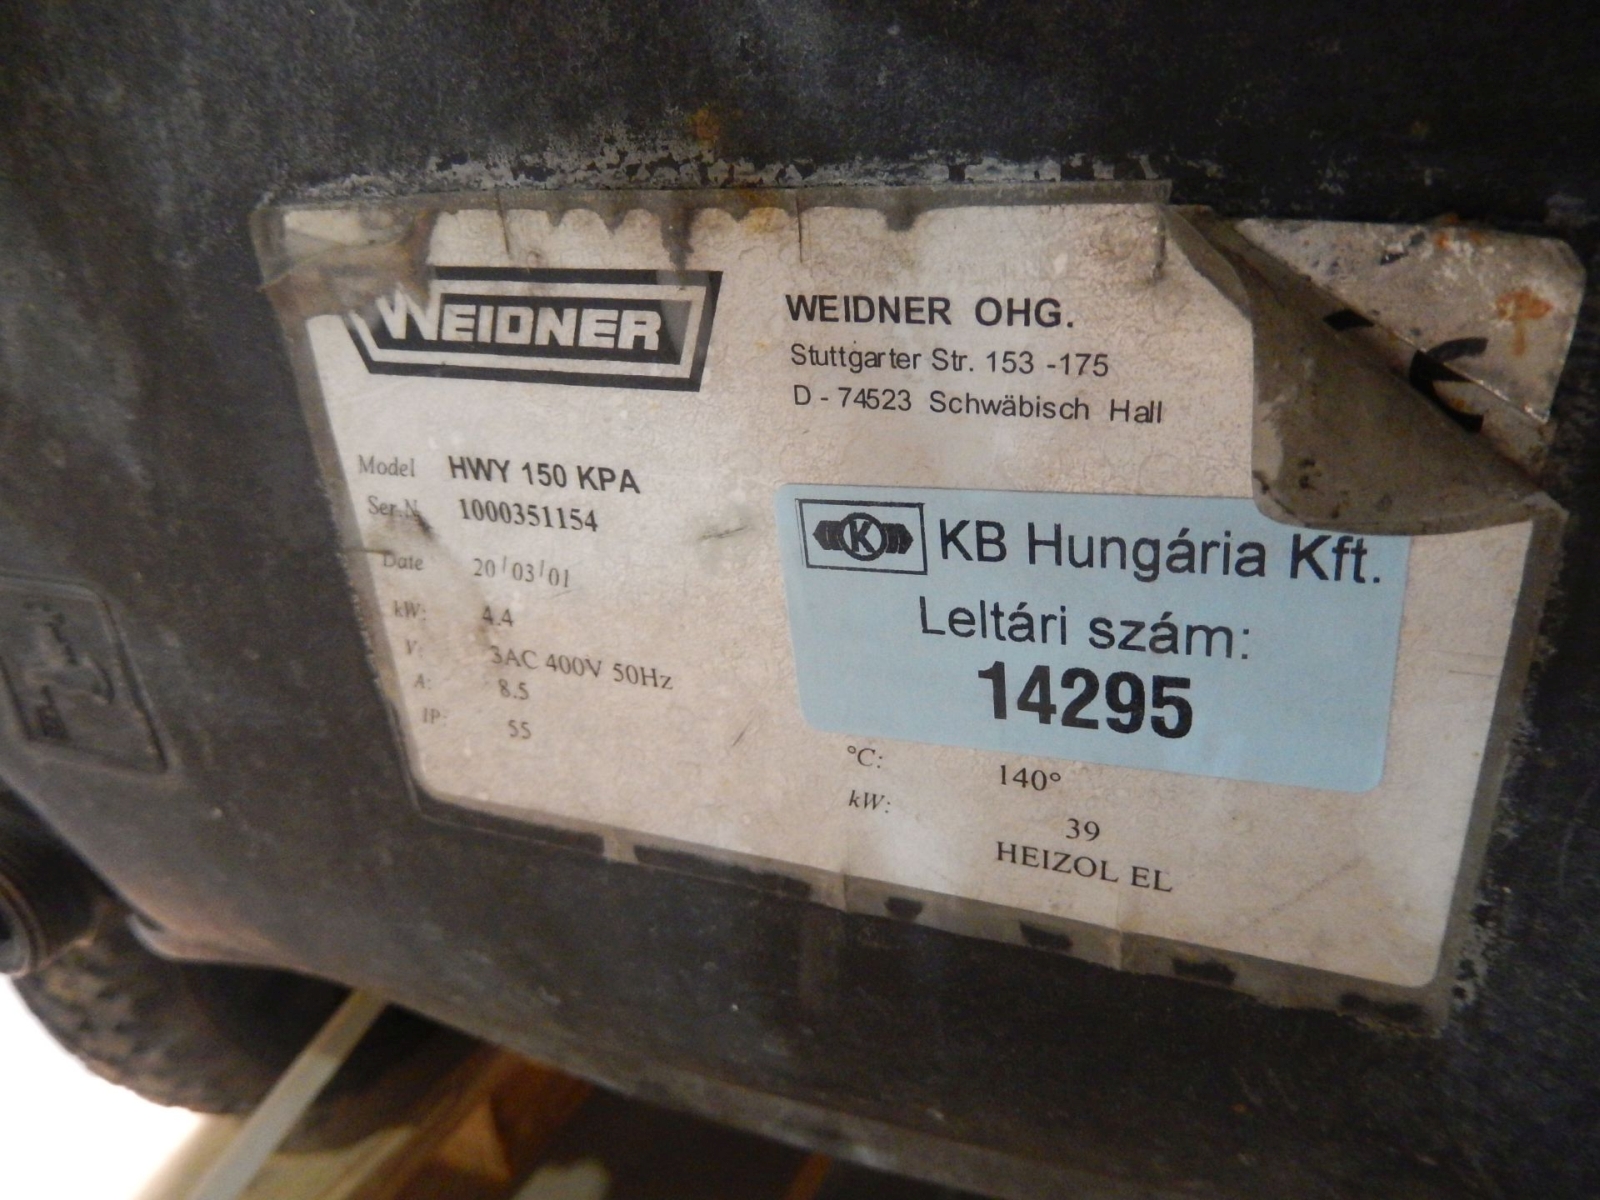 WEIDNER
WEIDNER OHG.
Stuttgarter Str. 153 -175
D - 74523 Schwäbisch Hall
Model HWY 150 KPA
Ser.N. 1000351154
Date 20/03/01
kW: 4.4
V: 3AC 400V 50Hz
A: 8.5
IP: 55
K KB Hungária Kft.
Leltári szám:
14295
°C: 140°
kW: 39
HEIZOL EL